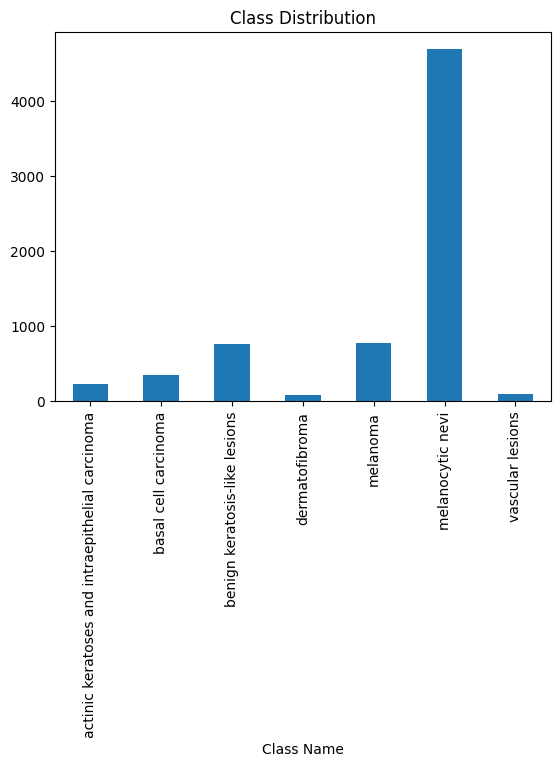 Class Distribution
4000
3000
2000
1000
0
actinic keratoses and intraepithelial carcinoma
basal cell carcinoma
benign keratosis-like lesions
dermatofibroma
melanoma
melanocytic nevi
vascular lesions
Class Name